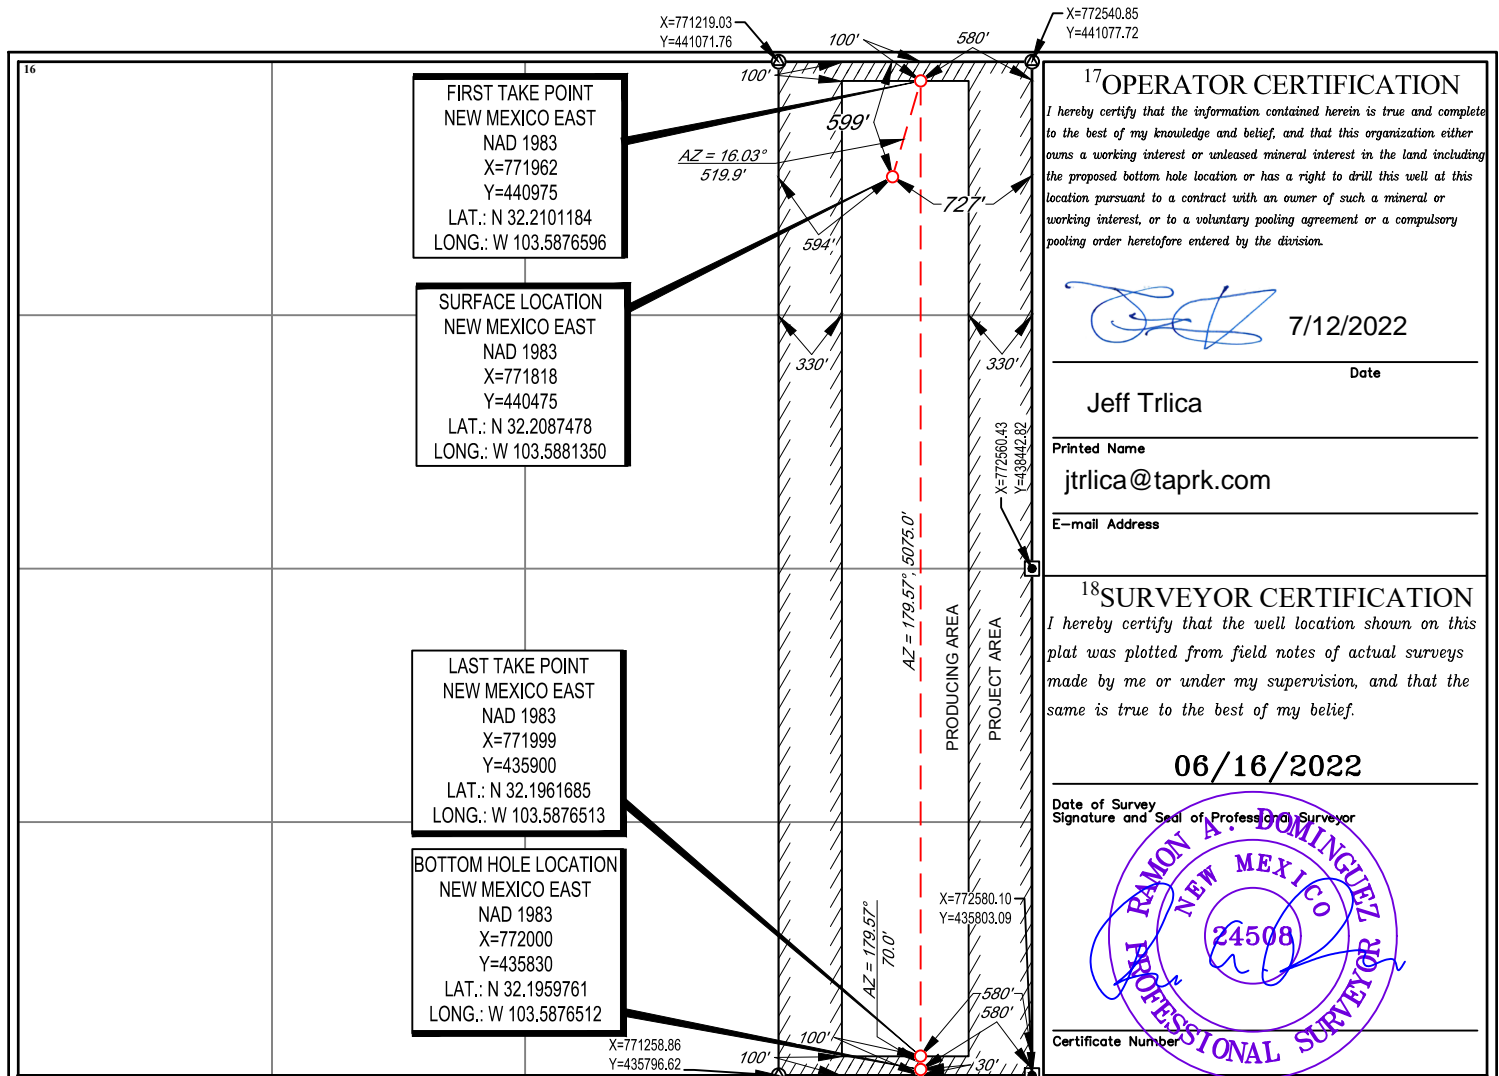 X=771219.03
Y=441071.76
X=772540.85
Y=441077.72
100'
580'
16
100'
FIRST TAKE POINT
NEW MEXICO EAST
NAD 1983
X=771962
Y=440975
LAT.: N 32.2101184
LONG.: W 103.5876596
599'
AZ = 16.03°
519.9'
727'
594'
SURFACE LOCATION
NEW MEXICO EAST
NAD 1983
X=771818
Y=440475
LAT.: N 32.2087478
LONG.: W 103.5881350
330'
330'
X=772560.43
Y=438442.82
AZ = 179.57°, 5075.0'
PRODUCING AREA
PROJECT AREA
LAST TAKE POINT
NEW MEXICO EAST
NAD 1983
X=771999
Y=435900
LAT.: N 32.1961685
LONG.: W 103.5876513
BOTTOM HOLE LOCATION
NEW MEXICO EAST
NAD 1983
X=772000
Y=435830
LAT.: N 32.1959761
LONG.: W 103.5876512
X=772580.10
Y=435803.09
AZ = 179.57°
70.0'
580'
580'
100'
100'
30'
X=771258.86
Y=435796.62
17 OPERATOR CERTIFICATION
I hereby certify that the information contained herein is true and complete
to the best of my knowledge and belief, and that this organization either
owns a working interest or unleased mineral interest in the land including
the proposed bottom hole location or has a right to drill this well at this
location pursuant to a contract with an owner of such a mineral or
working interest, or to a voluntary pooling agreement or a compulsory
pooling order heretofore entered by the division.
7/12/2022
Date
Jeff Trlica
Printed Name
jtrlica@taprk.com
E-mail Address
18 SURVEYOR CERTIFICATION
I hereby certify that the well location shown on this
plat was plotted from field notes of actual surveys
made by me or under my supervision, and that the
same is true to the best of my belief.
06/16/2022
Date of Survey
Signature and Seal of Professional Surveyor
RAMON A. DOMINGUEZ
NEW MEXICO
24508
PROFESSIONAL SURVEYOR
Certificate Number